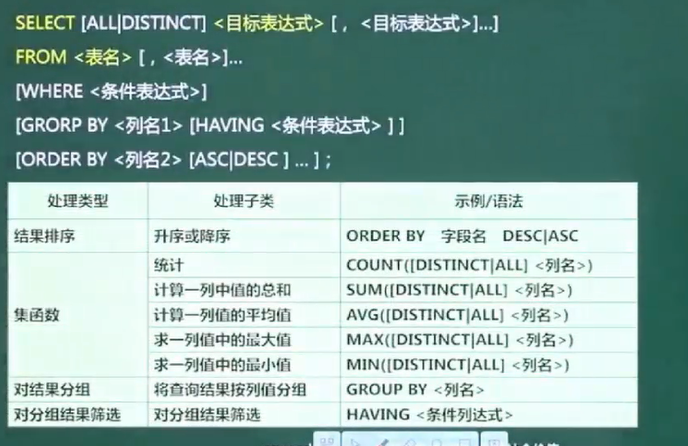 SELECT [ALL|DISTINCT] <目标表达式> [ , <目标表达式>]...]
FROM <表名> [ , <表名>]...
[WHERE <条件表达式>]
[GRORP BY <列名1> [HAVING <条件表达式> ] ]
[ORDER BY <列名2> [ASC|DESC ] ... ] ;
处理类型 处理子类 示例/语法
结果排序 升序或降序 ORDER BY 字段名 DESC|ASC
集函数 统计 COUNT([DISTINCT|ALL] <列名>)
计算一列中值的总和 SUM([DISTINCT|ALL] <列名>)
计算一列值的平均值 AVG([DISTINCT|ALL] <列名>)
求一列值中的最大值 MAX([DISTINCT|ALL] <列名>)
求一列值中的最小值 MIN([DISTINCT|ALL] <列名>)
对结果分组 将查询结果按列值分组 GROUP BY <列名>
对分组结果筛选 对分组结果筛选 HAVING <条件列达式>